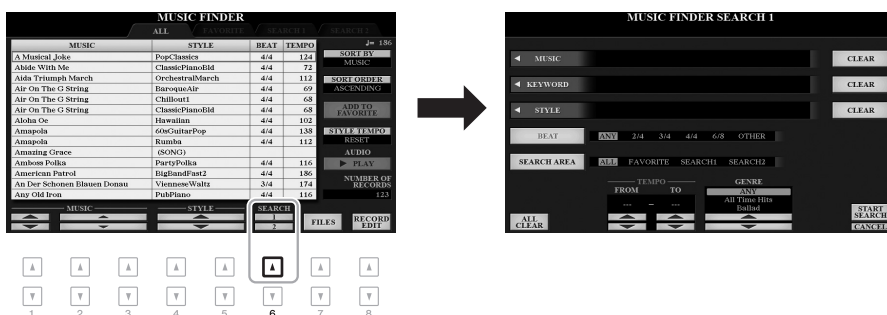 MUSIC FINDER
ALL FAVORITE SEARCH 1 SEARCH 2
MUSIC STYLE BEAT TEMPO ♩= 186
A Musical Joke PopClassics 4/4 124
Abide With Me ClassicPianoBld 4/4 72
Aida Triumph March OrchestralMarch 4/4 112
Air On The G String BaroqueAir 4/4 69
Air On The G String Chillout1 4/4 68
Air On The G String ClassicPianoBld 4/4 68
Aloha Oe Hawaiian 4/4 102
Amapola 60sGuitarPop 4/4 138
Amapola Rumba 4/4 112
Amazing Grace (SONG)
Amboss Polka PartyPolka 4/4 116
American Patrol BigBandFast2 4/4 186
An Der Schonen Blauen Donau VienneseWaltz 3/4 174
Any Old Iron PubPiano 4/4 116
SORT BY
MUSIC
SORT ORDER
ASCENDING
ADD TO
FAVORITE
STYLE TEMPO
RESET
AUDIO
▶ PLAY
NUMBER OF
RECORDS
123
MUSIC STYLE SEARCH
1
2
FILES
RECORD
EDIT
1 2 3 4 5 6 7 8
MUSIC FINDER SEARCH 1
MUSIC CLEAR
KEYWORD CLEAR
STYLE CLEAR
BEAT ANY 2/4 3/4 4/4 6/8 OTHER
SEARCH AREA ALL FAVORITE SEARCH1 SEARCH2
TEMPO GENRE
FROM TO
--- – ---
ANY
All Time Hits
Ballad
ALL
CLEAR
START
SEARCH
CANCEL